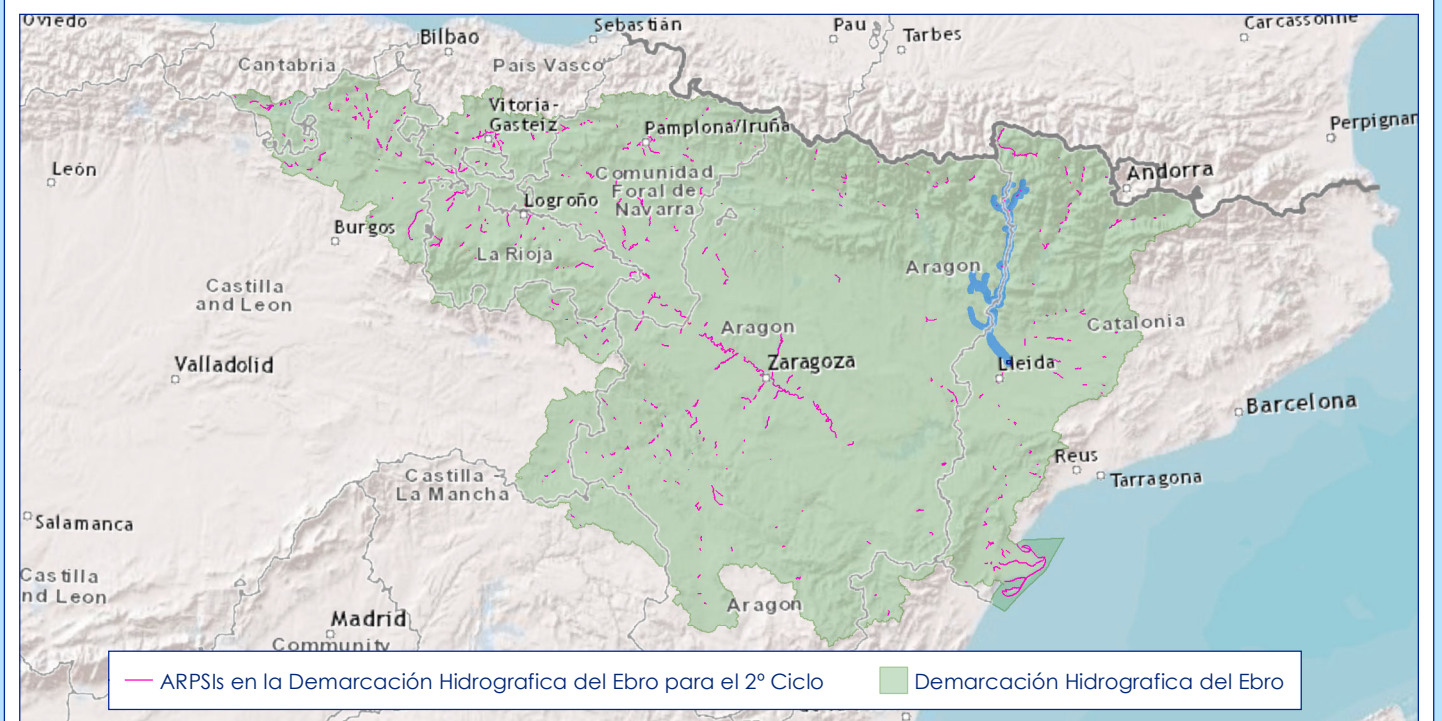 Oviedo
Sebastián
Pau
Carcassonne
Bilbao
Tarbes
Cantabria
Pais Vasco
Vitoria-
Gasteiz
Pamplona/Iruña
Perpignan
León
Comunidad
Foral de
Navarra
Andorra
Logroño
Burgos
La Rioja
Aragon
Castilla
and Leon
Aragon
Catalonia
Valladolid
Zaragoza
Lleida
Barcelona
Castilla
La Mancha
Reus
Tarragona
Salamanca
Castilla
nd Leon
Aragon
Madrid
Community
ARPSIs en la Demarcación Hidrografica del Ebro para el 2º Ciclo
Demarcación Hidrografica del Ebro